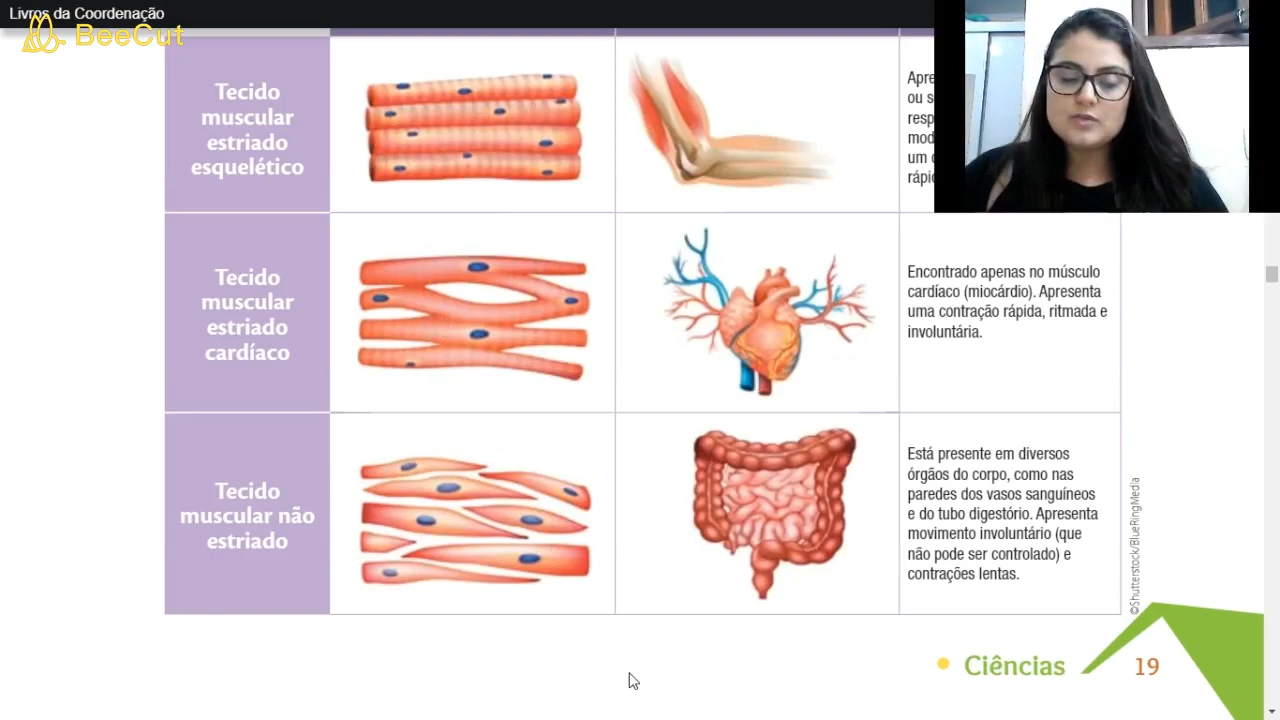 Livros da Coordenação
BeeCut
Tecido
muscular
estriado
esquelético
ou
Tecido
muscular
estriado
cardíaco
Encontrado apenas no músculo
cardíaco (miocárdio). Apresenta
uma contração rápida, ritmada e
involuntária.
Tecido
muscular não
estriado
Está presente em diversos
órgãos do corpo, como nas
paredes dos vasos sanguíneos
e do tubo digestório. Apresenta
movimento involuntário (que
não pode ser controlado) e
contrações lentas.
©Shutterstock/BlueRingMedia
Ciências 19